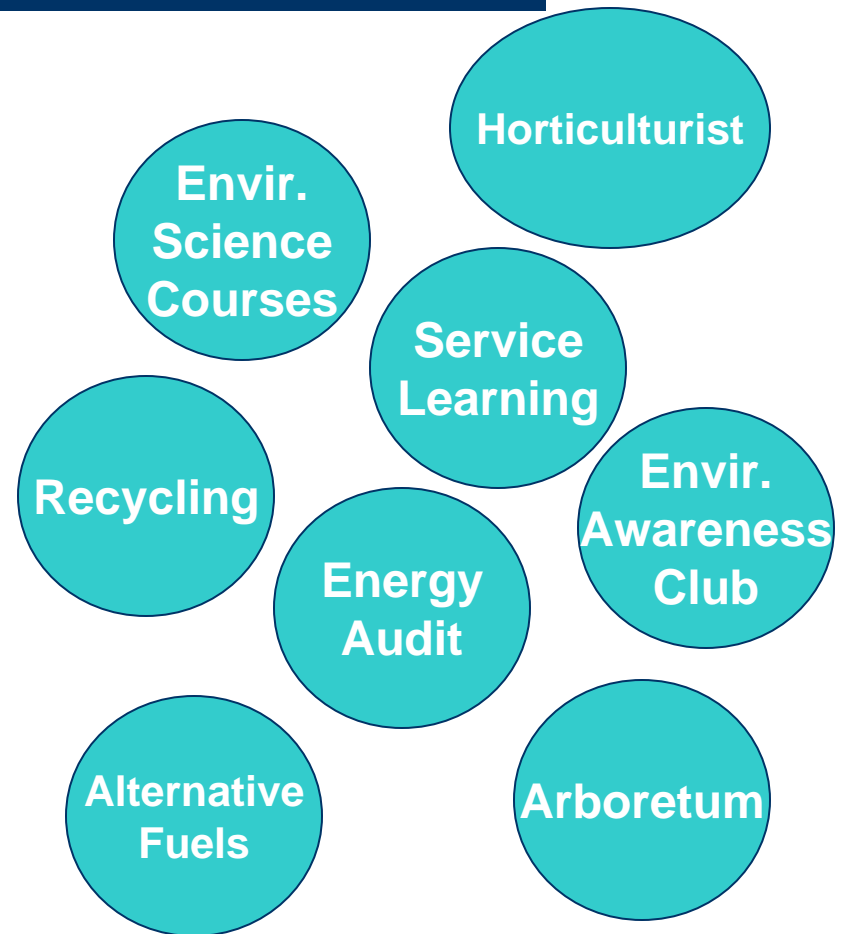 Horticulturist
Envir.
Science
Courses
Service
Learning
Recycling
Envir.
Awareness
Club
Energy
Audit
Alternative
Fuels
Arboretum